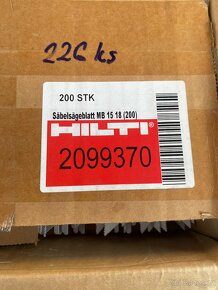 226 ks
200 STK
Säbelsägeblatt MB 15 18 (200)
HILTI
2099370